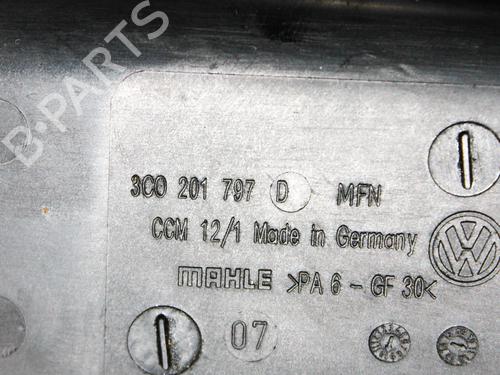 B-PARTS
3C0 201 797 D MFN
CCM 12/1 Made in Germany
MAHLE >PA 6 - GF 30<
07